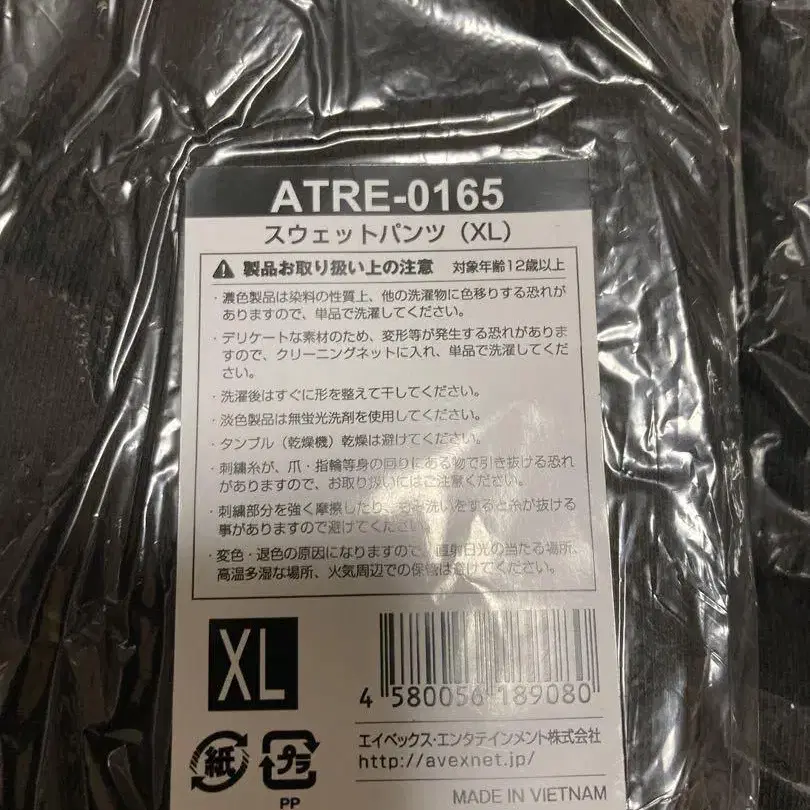 ATRE-0165
スウェットパンツ（XL）
製品お取り扱い上の注意 対象年齢12歳以上
・濃色製品は染料の性質上、他の洗濯物に色移りする恐れが
ありますので、単品で洗濯してください。
・デリケートな素材のため、変形等が発生する恐れがありま
すので、クリーニングネットに入れ、単品で洗濯してくだ
さい。
・洗濯後はすぐに形を整えて干してください。
・淡色製品は無蛍光洗剤を使用してください。
・タンブル（乾燥機）乾燥は避けてください。
・刺繍糸が、爪・指輪等身の回りにある物で引き抜ける恐れ
がありますので、お取り扱いにはご注意ください。
・刺繍部分を強く摩擦したり、もみ洗いをすると糸が抜ける
事がありますので避けてください。
・変色・退色の原因になりますので、直射日光の当たる場所、
高温多湿な場所、火気周辺での保管は避けてください。
XL
4 580056 189080
紙 プラ
PP
エイベックス・エンタテインメント株式会社
http://avexnet.jp/
MADE IN VIETNAM